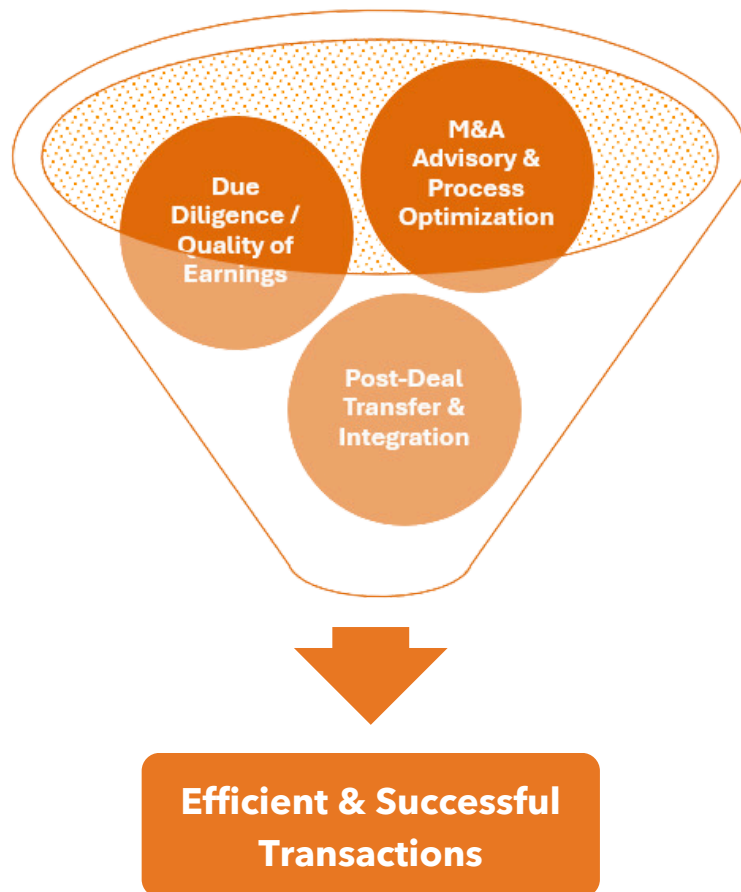 M&A
Advisory &
Process
Optimization
Due
Diligence /
Quality of
Earnings
Post-Deal
Transfer &
Integration
Efficient & Successful
Transactions